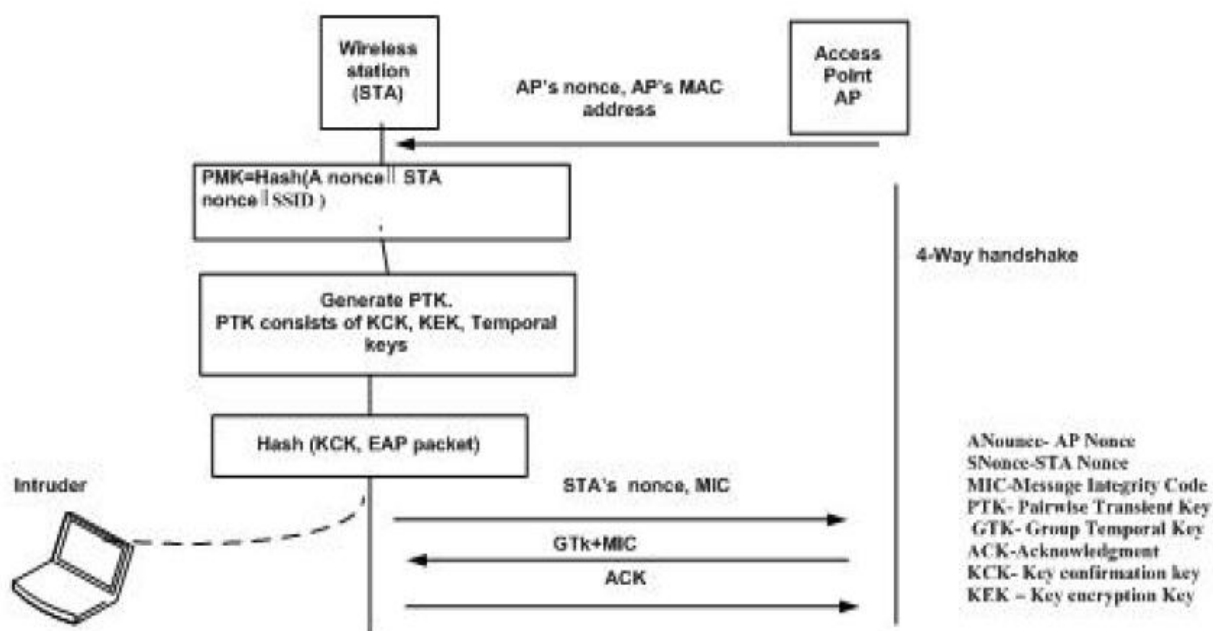 Wireless
station
(STA)
Access
Point
AP
AP's nonce, AP's MAC
address
PMK=Hash(A nonce|| STA
nonce||SSID )
4-Way handshake
Generate PTK.
PTK consists of KCK, KEK, Temporal
keys
Hash (KCK, EAP packet)
Intruder
STA's nonce, MIC
GTk+MIC
ACK
ANounce- AP Nonce
SNonce-STA Nonce
MIC-Message Integrity Code
PTK- Pairwise Transient Key
GTK- Group Temporal Key
ACK-Acknowledgment
KCK- Key confirmation key
KEK – Key encryption Key